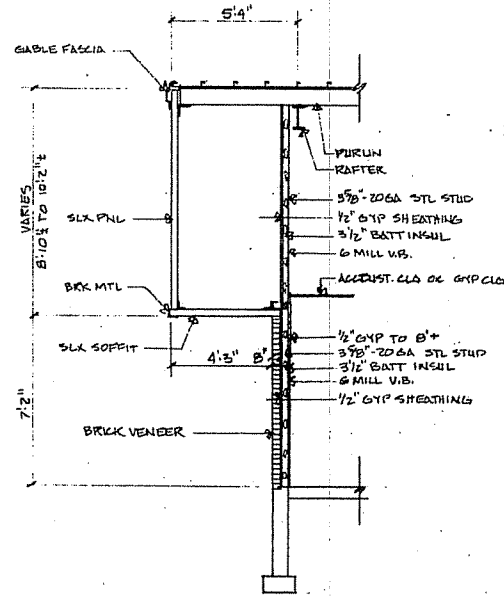 5'4"
GABLE FASCIA
PURLIN
RAFTER
VARIES
8'-10½ TO 10'2"±
SLX PNL
3⅝"-20GA STL STUD
½" GYP SHEATHING
3½" BATT INSUL
6 MILL V.B.
ACCOUST. CLG OR GYP CLG
BRK MTL
SLX SOFFIT
4'3"
8"
½" GYP TO 8'+
3⅝"-20GA STL STUD
3½" BATT INSUL
6 MILL V.B.
½" GYP SHEATHING
7'2"
BRICK VENEER